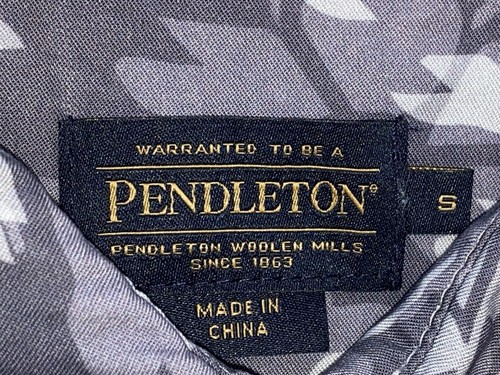 WARRANTED TO BE A
PENDLETON®
S
PENDLETON WOOLEN MILLS
SINCE 1863
MADE IN
CHINA